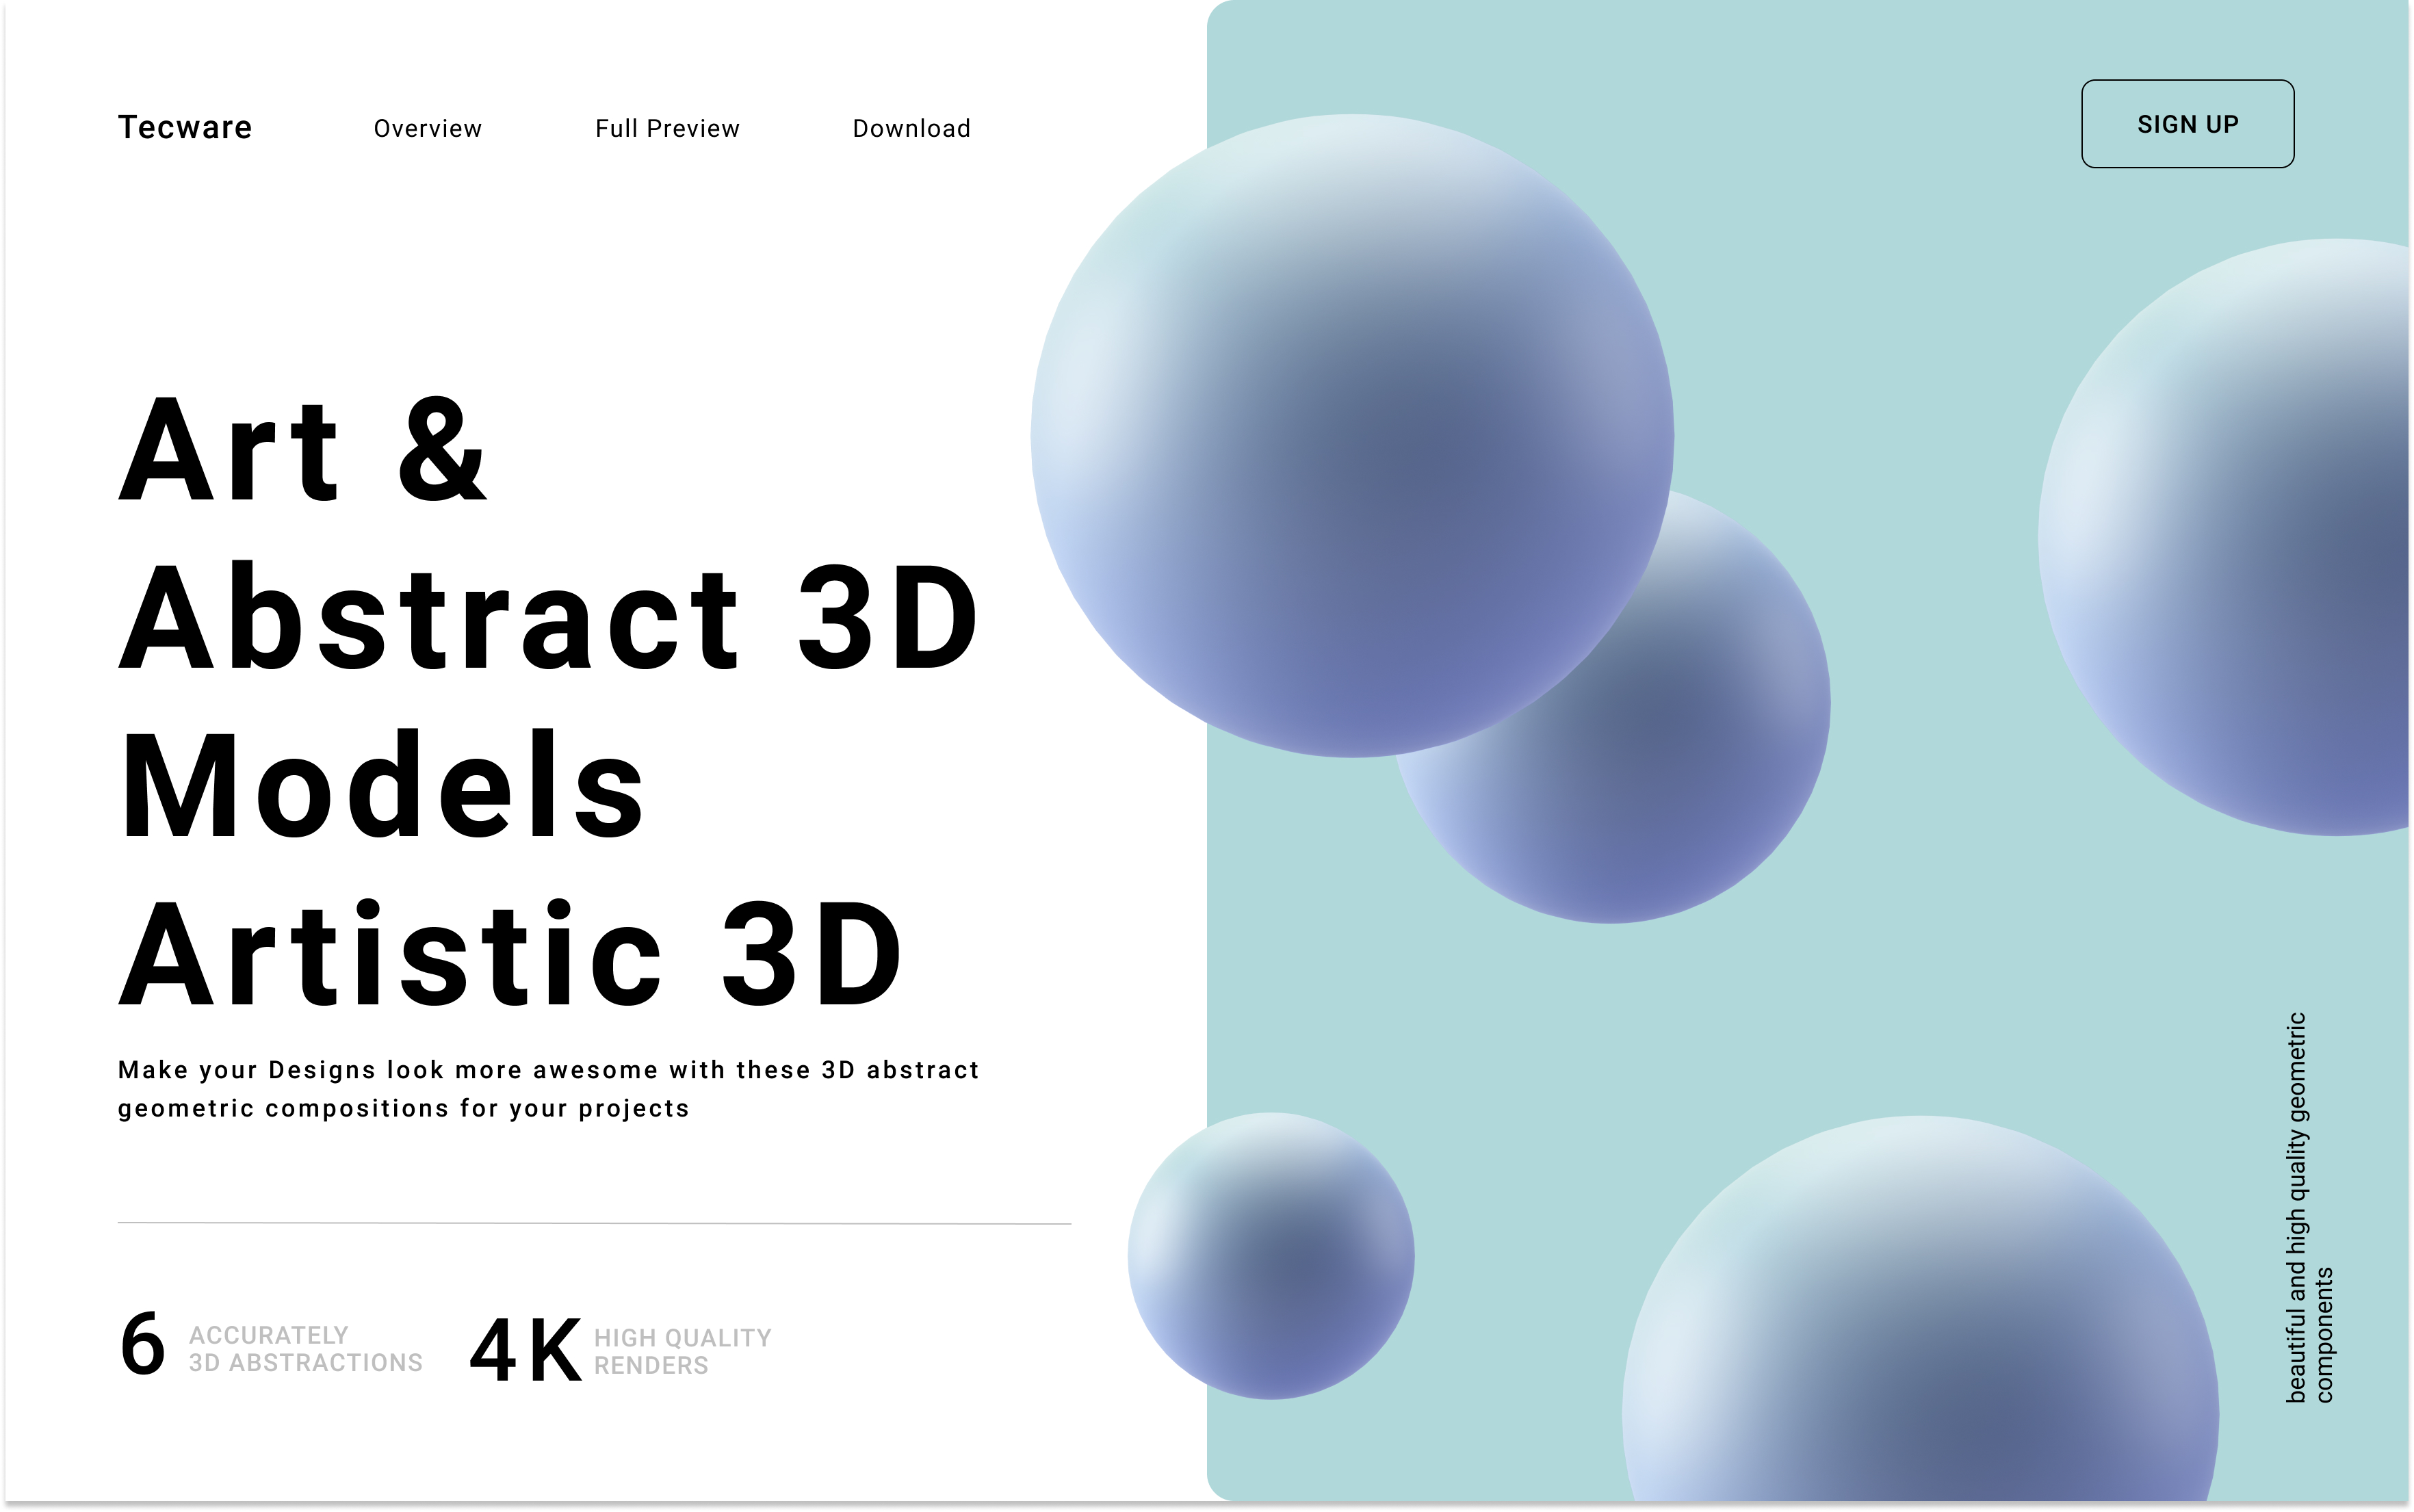 Tecware
Overview
Full Preview
Download
SIGN UP
Art &
Abstract 3D
Models
Artistic 3D
Make your Designs look more awesome with these 3D abstract
geometric compositions for your projects
6
ACCURATELY
3D ABSTRACTIONS
4K
HIGH QUALITY
RENDERS
beautiful and high quality geometric
components